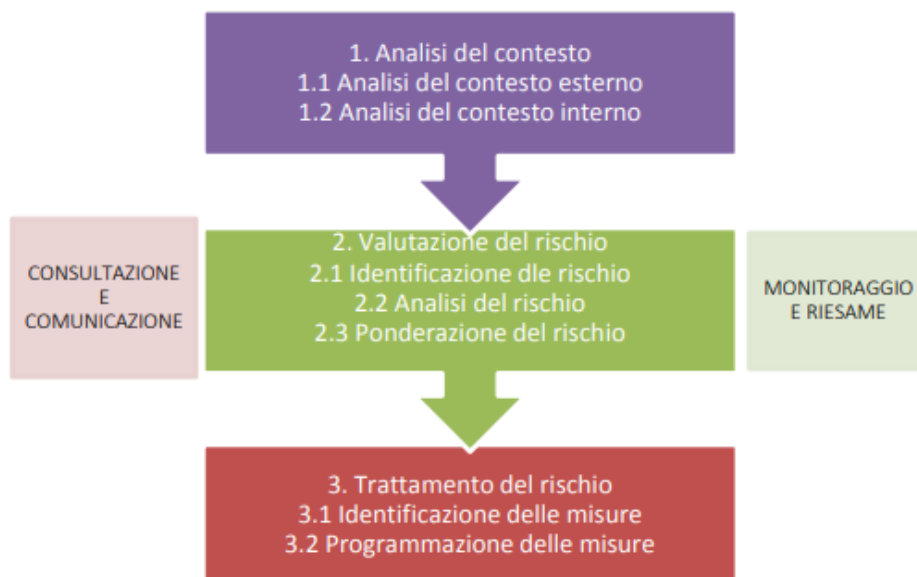 1. Analisi del contesto
1.1 Analisi del contesto esterno
1.2 Analisi del contesto interno
CONSULTAZIONE
E
COMUNICAZIONE
2. Valutazione del rischio
2.1 Identificazione dle rischio
2.2 Analisi del rischio
2.3 Ponderazione del rischio
MONITORAGGIO
E RIESAME
3. Trattamento del rischio
3.1 Identificazione delle misure
3.2 Programmazione delle misure